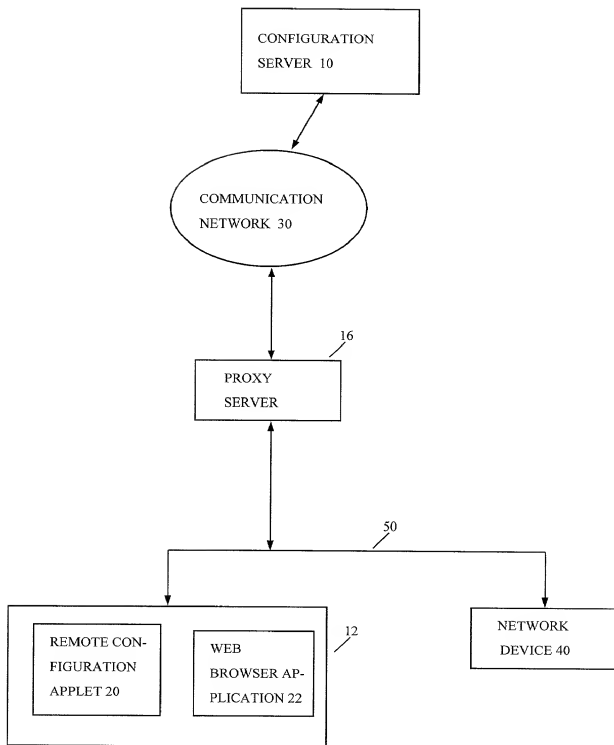 CONFIGURATION
SERVER 10
COMMUNICATION
NETWORK 30
16
PROXY
SERVER
50
12
REMOTE CON-
FIGURATION
APPLET 20
WEB
BROWSER AP-
PLICATION 22
NETWORK
DEVICE 40